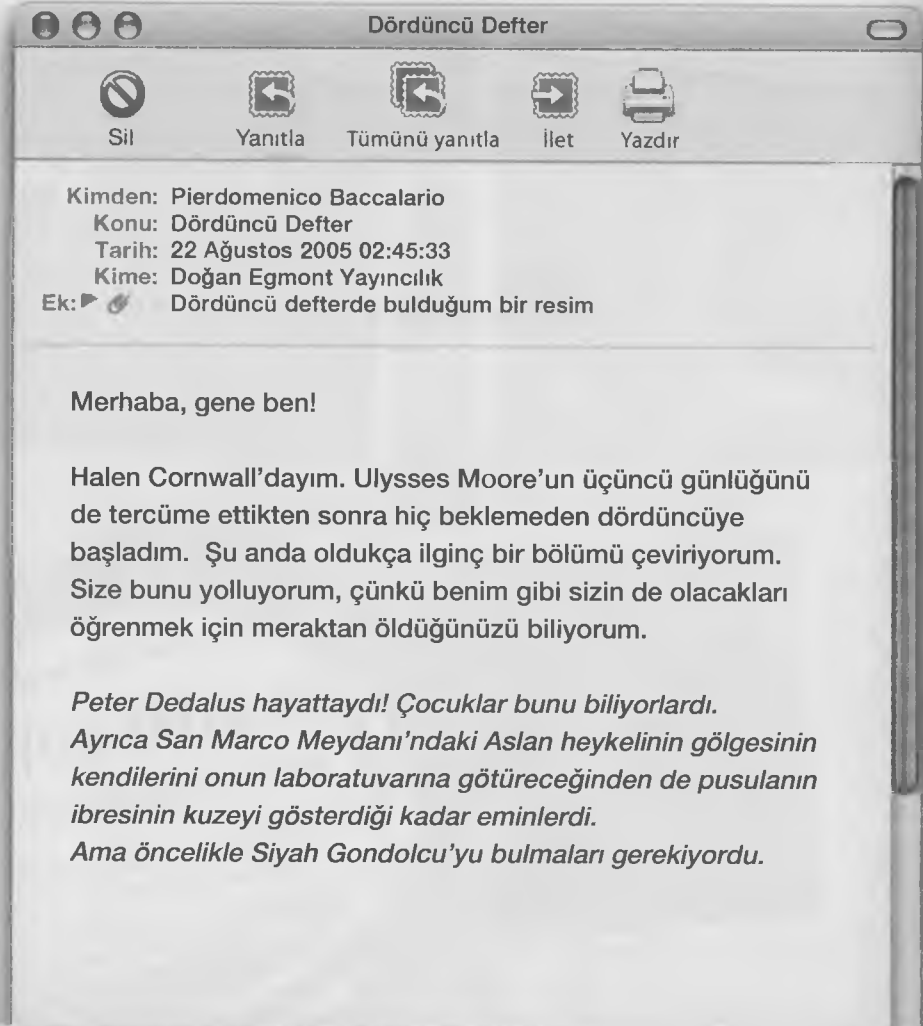 Dördüncü Defter
Sil Yanıtla Tümünü yanıtla İlet Yazdır
Kimden: Pierdomenico Baccalario
Konu: Dördüncü Defter
Tarih: 22 Ağustos 2005 02:45:33
Kime: Doğan Egmont Yayıncılık
Ek: Dördüncü defterde bulduğum bir resim
Merhaba, gene ben!
Halen Cornwall’dayım. Ulysses Moore’un üçüncü günlüğünü
de tercüme ettikten sonra hiç beklemeden dördüncüye
başladım. Şu anda oldukça ilginç bir bölümü çeviriyorum.
Size bunu yolluyorum, çünkü benim gibi sizin de olacakları
öğrenmek için meraktan öldüğünüzü biliyorum.
Peter Dedalus hayattaydı! Çocuklar bunu biliyorlardı.
Ayrıca San Marco Meydanı’ndaki Aslan heykelinin gölgesinin
kendilerini onun laboratuvarına götüreceğinden de pusulanın
ibresinin kuzeyi gösterdiği kadar eminlerdi.
Ama öncelikle Siyah Gondolcu’yu bulmaları gerekiyordu.